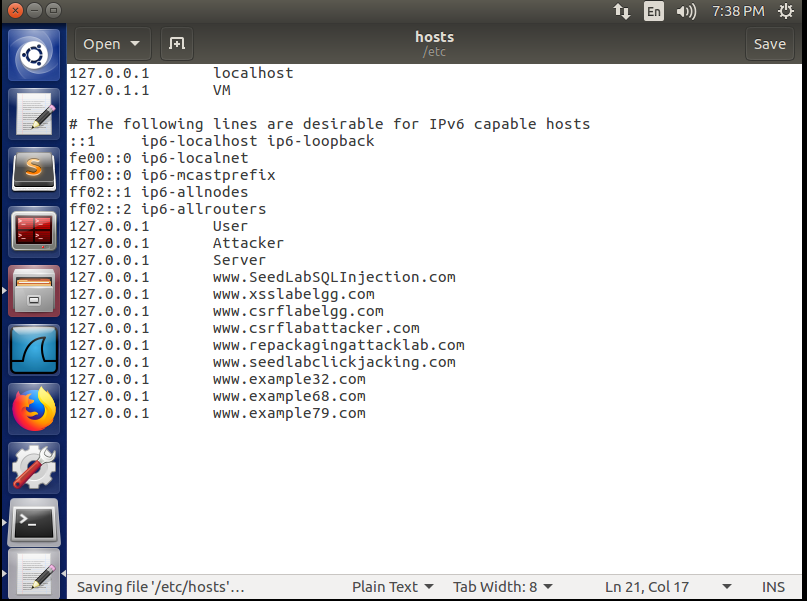 En
7:38 PM
Open
hosts
/etc
Save
127.0.0.1 localhost
127.0.1.1 VM
# The following lines are desirable for IPv6 capable hosts
::1 ip6-localhost ip6-loopback
fe00::0 ip6-localnet
ff00::0 ip6-mcastprefix
ff02::1 ip6-allnodes
ff02::2 ip6-allrouters
127.0.0.1 User
127.0.0.1 Attacker
127.0.0.1 Server
127.0.0.1 www.SeedLabSQLInjection.com
127.0.0.1 www.xsslabelgg.com
127.0.0.1 www.csrflabelgg.com
127.0.0.1 www.csrflabattacker.com
127.0.0.1 www.repackagingattacklab.com
127.0.0.1 www.seedlabclickjacking.com
127.0.0.1 www.example32.com
127.0.0.1 www.example68.com
127.0.0.1 www.example79.com
Saving file '/etc/hosts'…
Plain Text
Tab Width: 8
Ln 21, Col 17
INS